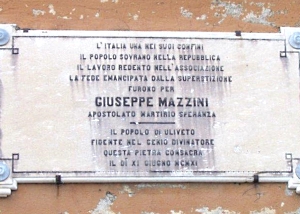 L'ITALIA UNA NEI SUOI CONFINI
IL POPOLO SOVRANO NELLA REPUBBLICA
IL LAVORO REDENTO NELL'ASSOCIAZIONE
LA FEDE EMANCIPATA DALLA SUPERSTIZIONE
FURONO PER
GIUSEPPE MAZZINI
APOSTOLATO MARTIRIO SPERANZA
IL POPOLO DI ULIVETO
FIDENTE NEL GENIO DIVINATORE
QUESTA PIETRA CONSACRA
IL DI XI GIUGNO MCMXI